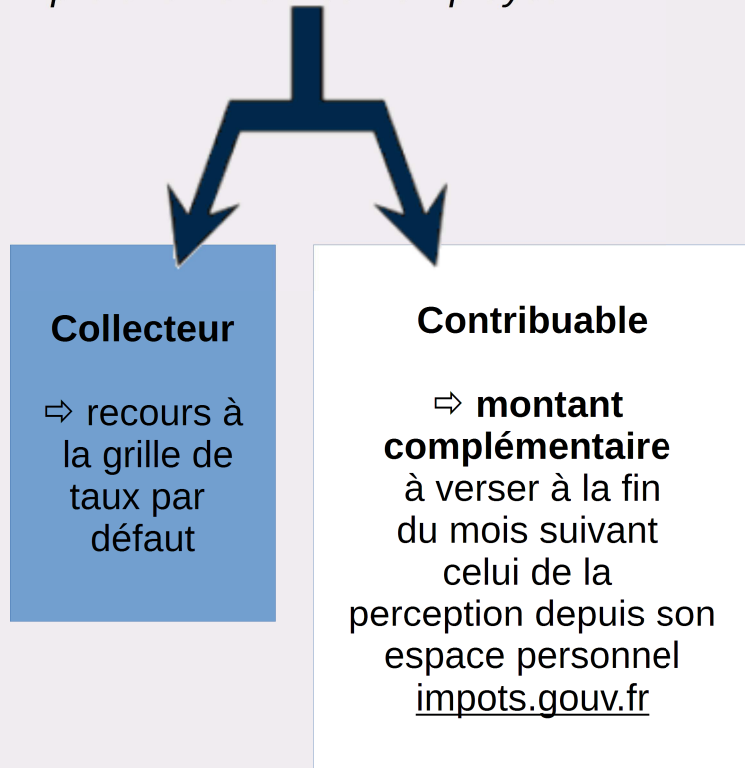 Collecteur
⇨ recours à
la grille de
taux par
défaut
Contribuable
⇨ montant
complémentaire
à verser à la fin
du mois suivant
celui de la
perception depuis son
espace personnel
impots.gouv.fr